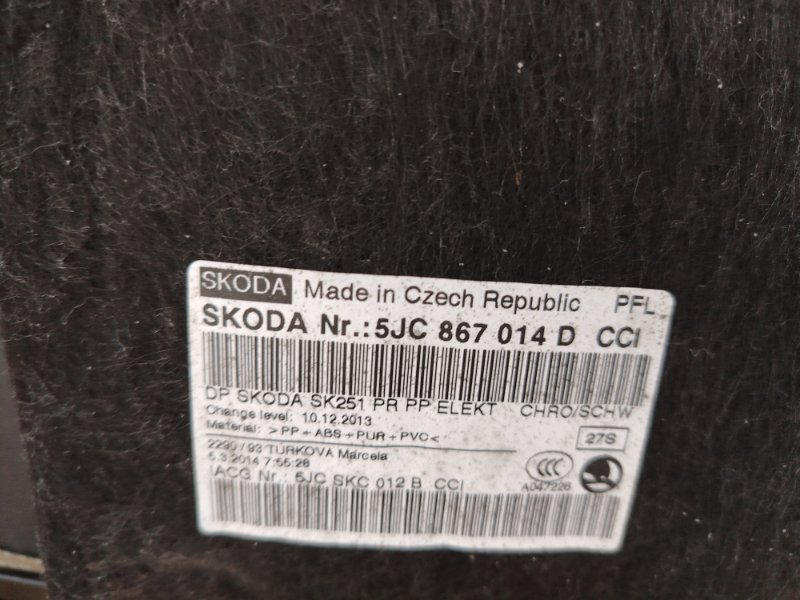 SKODA Made in Czech Republic PFL
SKODA Nr.: 5JC 867 014 D CCI
DP SKODA SK251 PR PP ELEKT CHRO/SCHW
Change level: 10.12.2013
Material: >PP+ABS+PUR+PVC<
27S
2290/93 TURKOVA Marcela
5.3.2014 7:55:28
CCC
A047226
IACG Nr.: 5JC SKC 012 B CCI